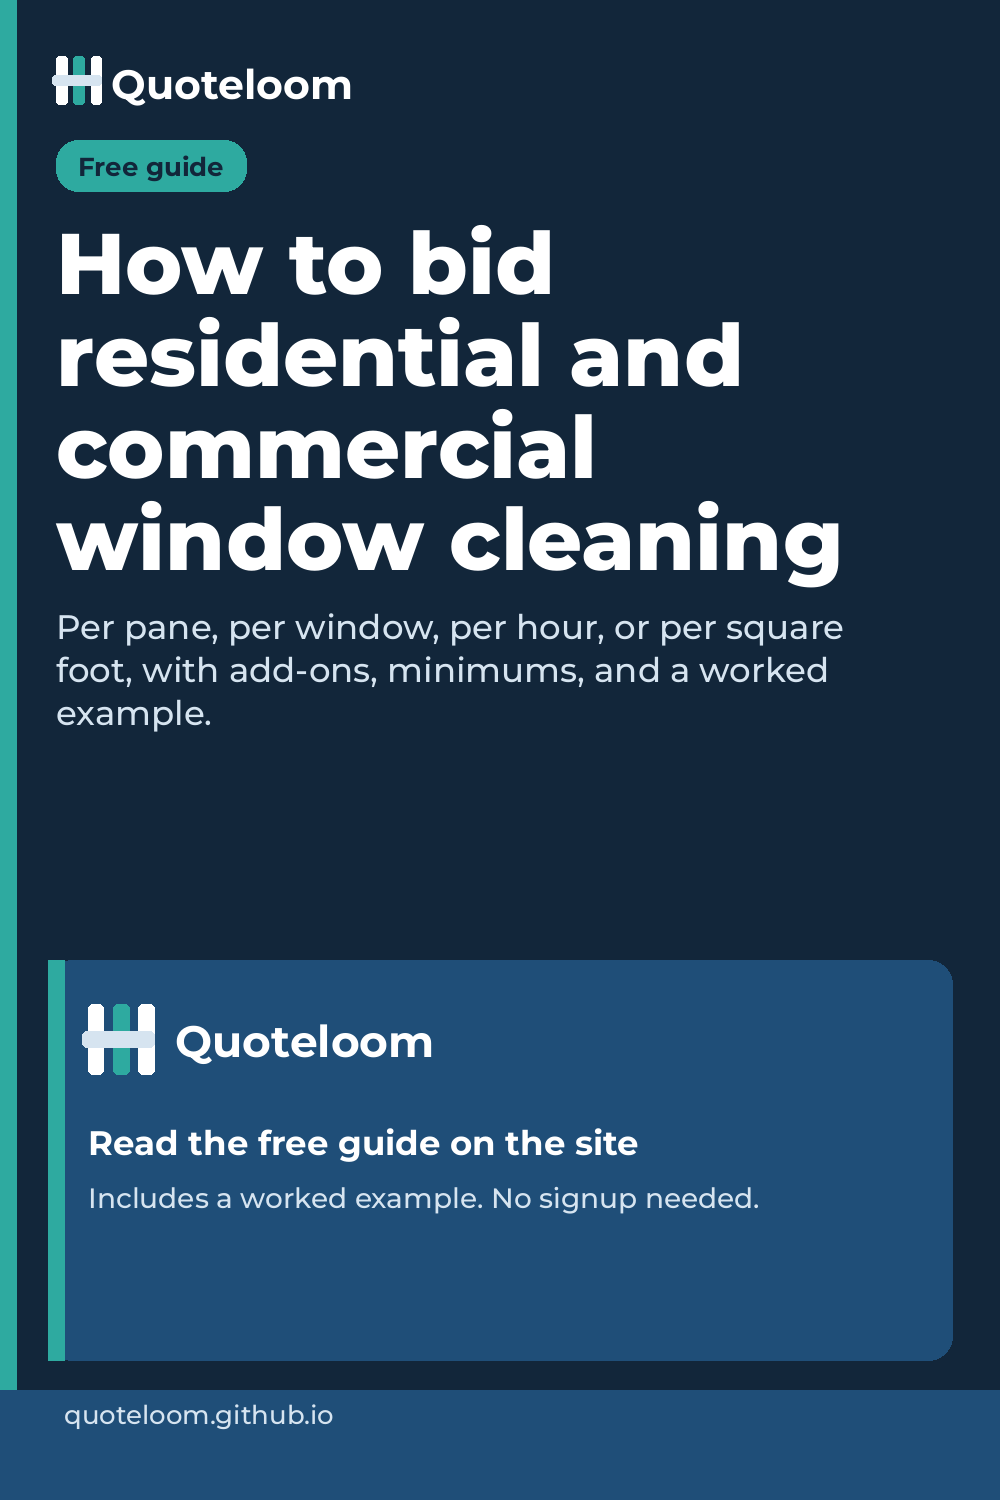 Quoteloom
Free guide
How to bid
residential and
commercial
window cleaning
Per pane, per window, per hour, or per square
foot, with add-ons, minimums, and a worked
example.
Quoteloom
Read the free guide on the site
Includes a worked example. No signup needed.
quoteloom.github.io